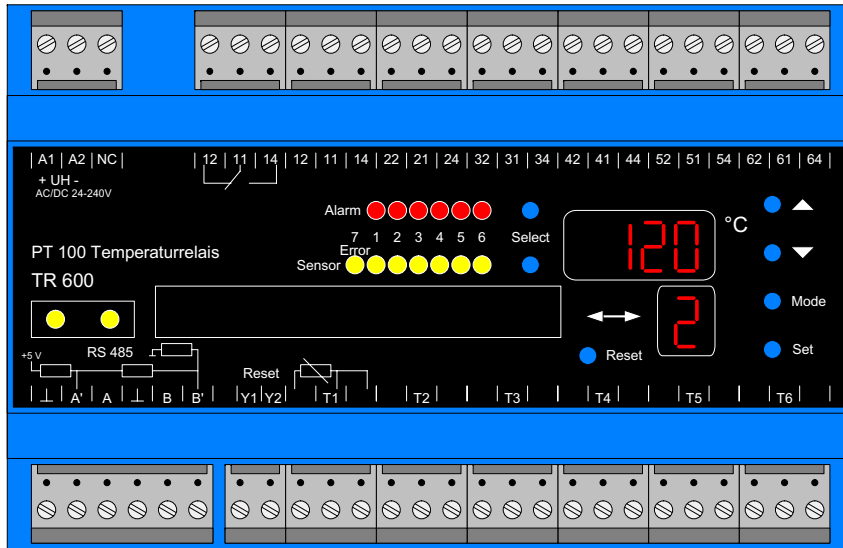 A1 A2 NC 12 11 14 12 11 14 22 21 24 32 31 34 42 41 44 52 51 54 62 61 64
+ UH -
AC/DC 24-240V
Alarm
7 1 2 3 4 5 6 Select
Error
Sensor
120 °C
PT 100 Temperaturrelais
TR 600
2
Mode
Set
Reset
+5 V RS 485
Reset
⊥ A' A ⊥ B B' Y1 Y2 T1 T2 T3 T4 T5 T6